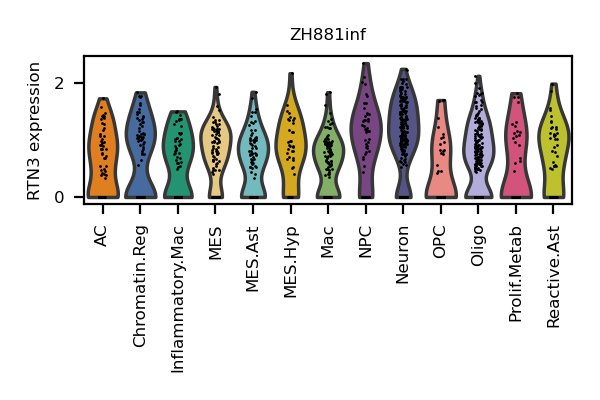 ZH881inf
RTN3 expression
2
0
AC
Chromatin.Reg
Inflammatory.Mac
MES
MES.Ast
MES.Hyp
Mac
NPC
Neuron
OPC
Oligo
Prolif.Metab
Reactive.Ast